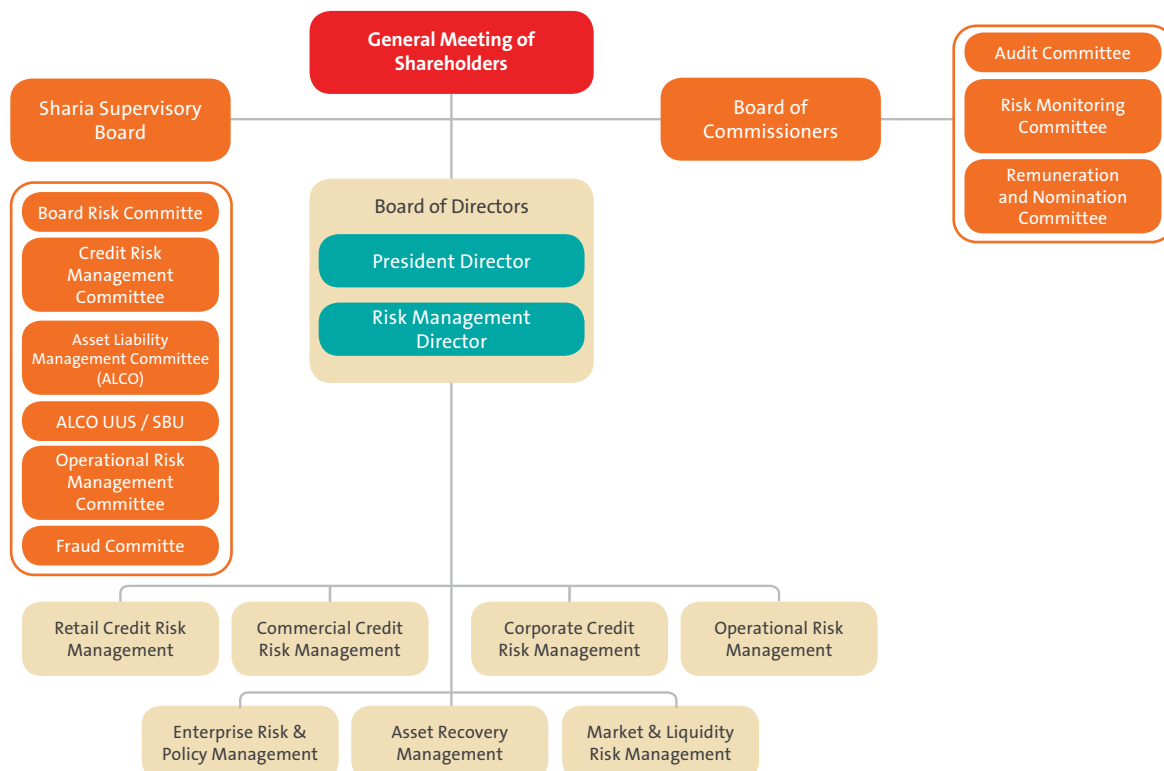 General Meeting of
Shareholders
Sharia Supervisory
Board
Board of
Commissioners
Audit Committee
Risk Monitoring
Committee
Remuneration
and Nomination
Committee
Board Risk Committe
Credit Risk
Management
Committee
Asset Liability
Management Committee
(ALCO)
ALCO UUS / SBU
Operational Risk
Management
Committee
Fraud Committe
Board of Directors
President Director
Risk Management
Director
Retail Credit Risk
Management
Commercial Credit
Risk Management
Corporate Credit
Risk Management
Operational Risk
Management
Enterprise Risk &
Policy Management
Asset Recovery
Management
Market & Liquidity
Risk Management